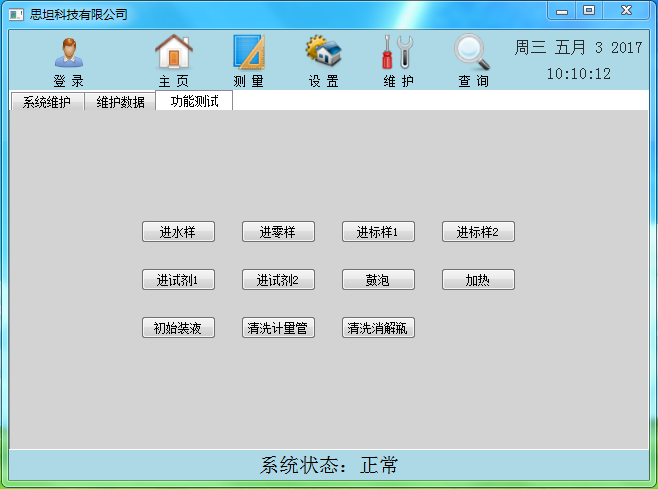 思坦科技有限公司
登 录 主 页 测 量 设 置 维 护 查 询
周三 五月 3 2017
10:10:12
系统维护 维护数据 功能测试
进水样 进零样 进标样1 进标样2
进试剂1 进试剂2 鼓泡 加热
初始装液 清洗计量管 清洗消解瓶
系统状态：正常